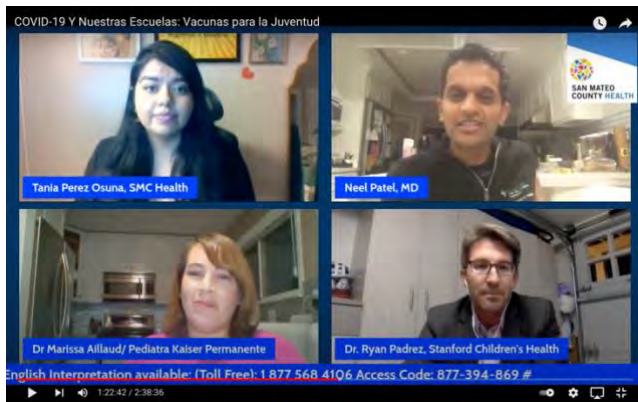 COVID-19 Y Nuestras Escuelas: Vacunas para la Juventud
SAN MATEO
COUNTY HEALTH
Tania Perez Osuna, SMC Health
Neel Patel, MD
Dr Marissa Aillaud/ Pediatra Kaiser Permanente
Dr. Ryan Padrez, Stanford Children's Health
English Interpretation available: (Toll Free): 1 877 568 4106 Access Code: 877-394-869 #
1:22:42 / 2:38:36